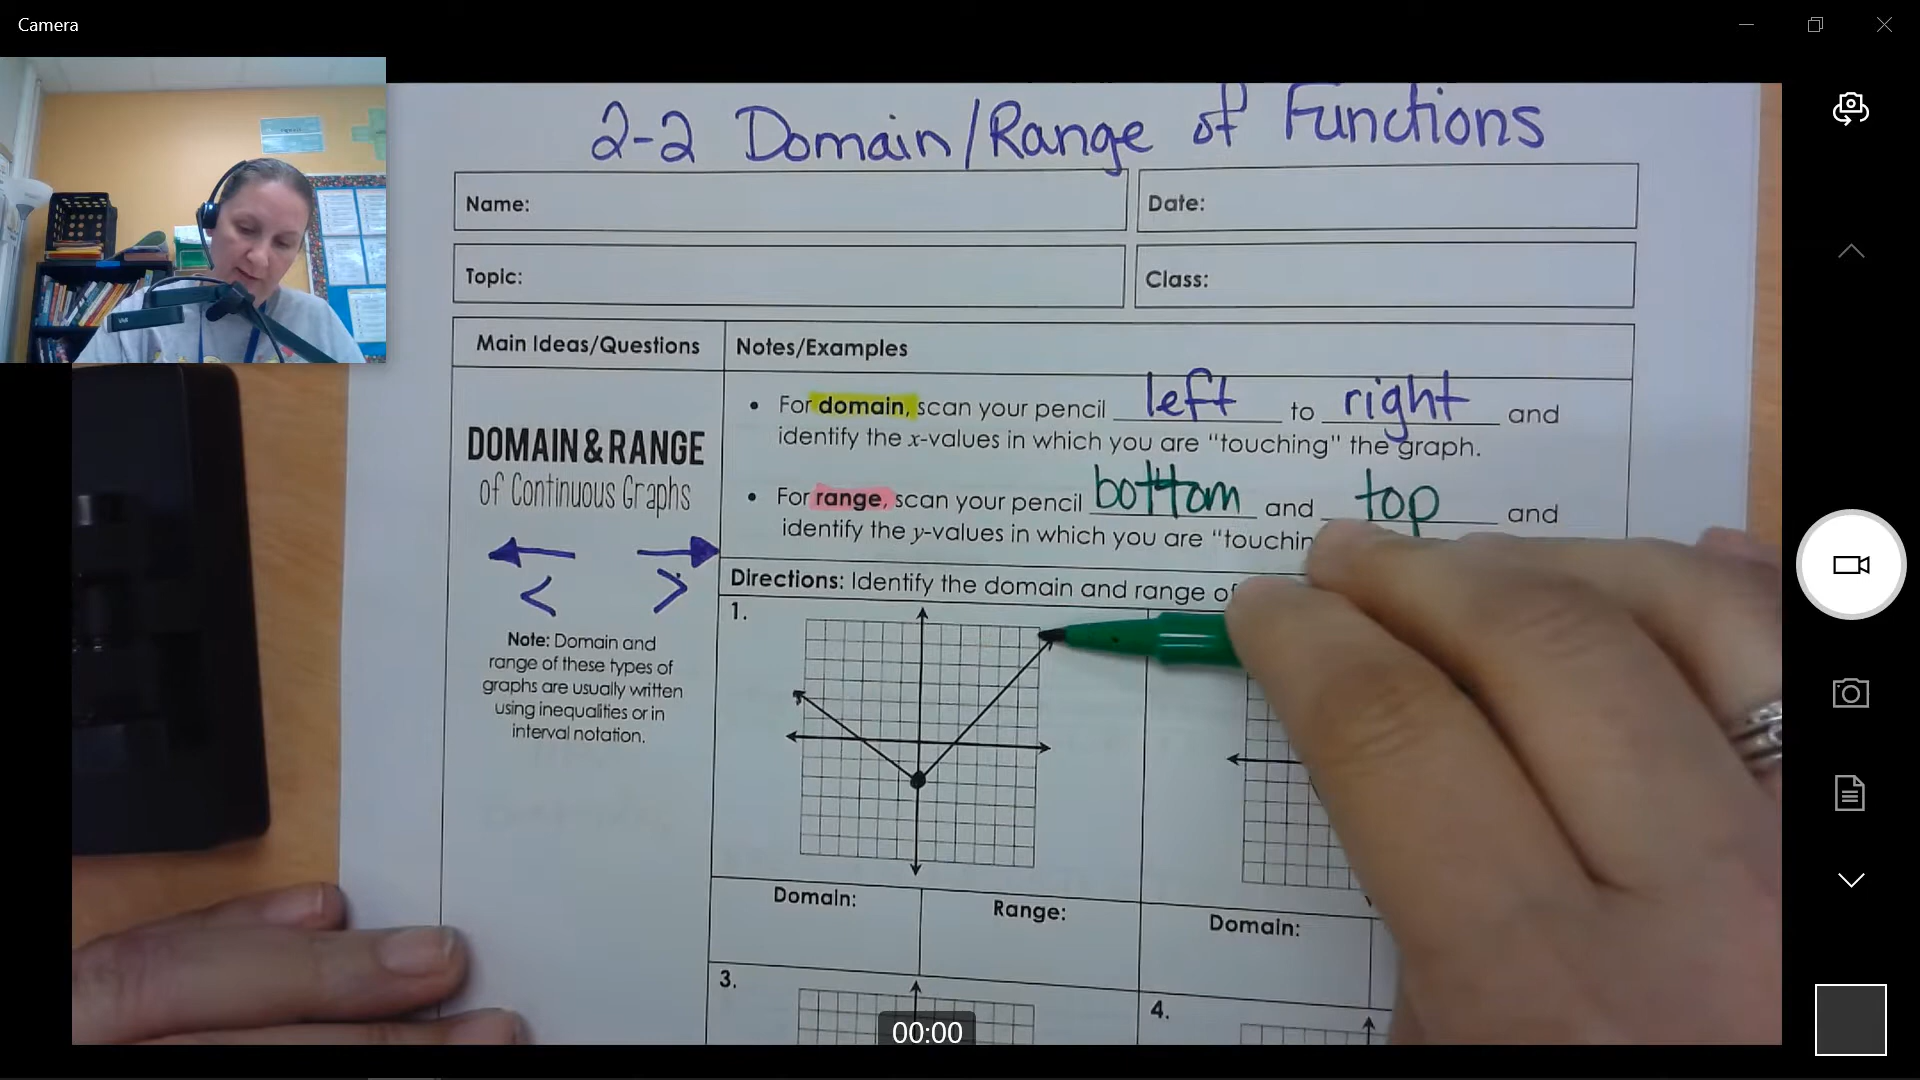 Camera
2-2 Domain/Range of Functions
Name:
Date:
Topic:
Class:
Main Ideas/Questions
Notes/Examples
DOMAIN & RANGE
of Continuous Graphs
< >
Note: Domain and
range of these types of
graphs are usually written
using inequalities or in
interval notation.
• For domain, scan your pencil left to right and
identify the x-values in which you are "touching" the graph.
• For range, scan your pencil bottom and top and
identify the y-values in which you are "touchin
Directions: Identify the domain and range of
1.
Domain:
Range:
Domain:
3.
4.
00:00